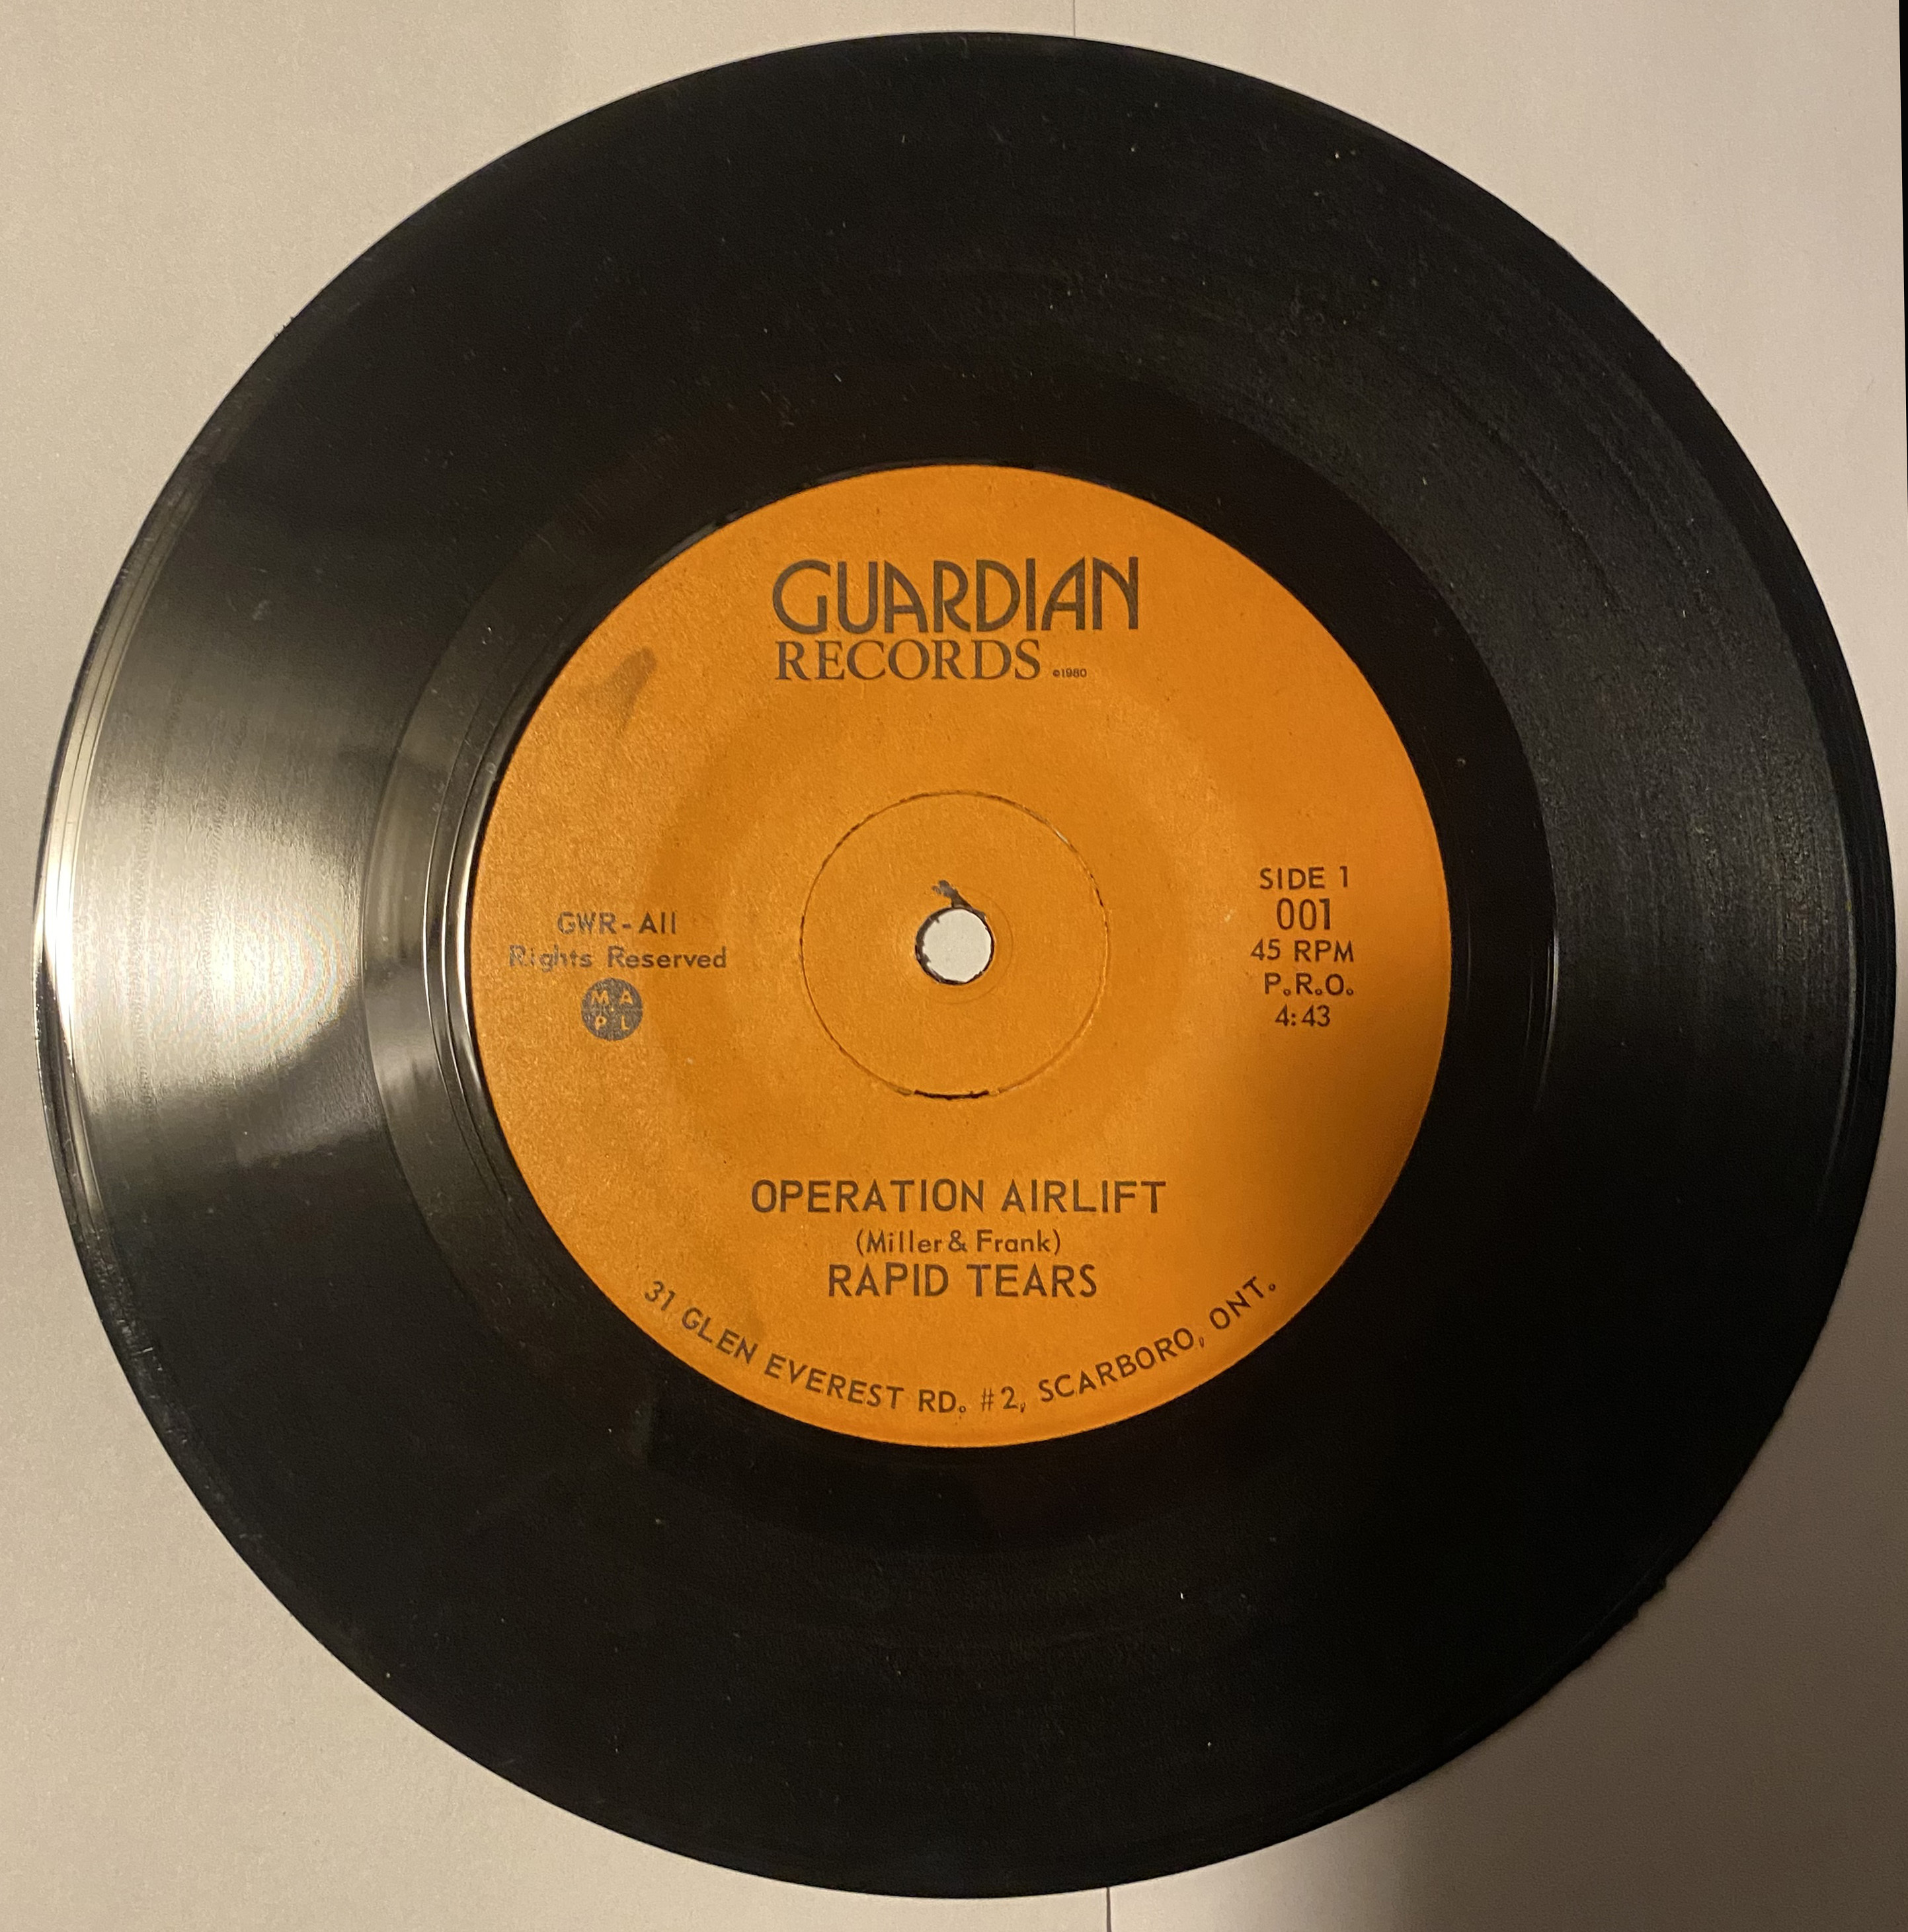 GUARDIAN
RECORDS ©1980
GWR-All
Rights Reserved
M A
P L
SIDE 1
001
45 RPM
P.R.O.
4:43
OPERATION AIRLIFT
(Miller & Frank)
RAPID TEARS
31 GLEN EVEREST RD. #2, SCARBORO, ONT.